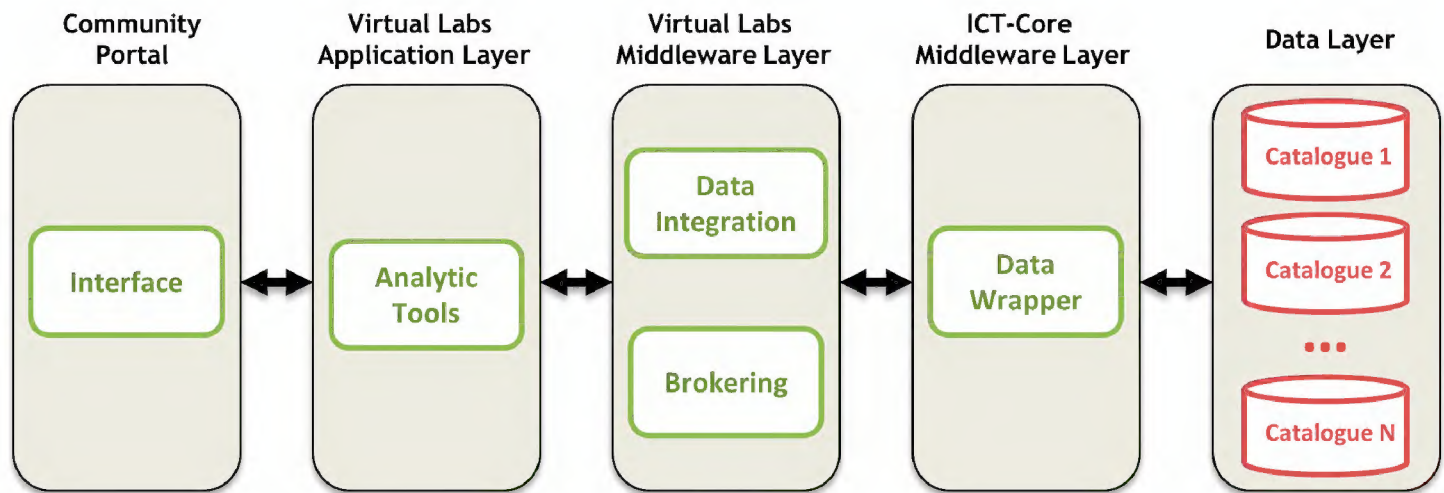 Community
Portal
Virtual Labs
Application Layer
Virtual Labs
Middleware Layer
ICT-Core
Middleware Layer
Data Layer
Interface
Analytic
Tools
Data
Integration
Brokering
Data
Wrapper
Catalogue 1
Catalogue 2
...
Catalogue N